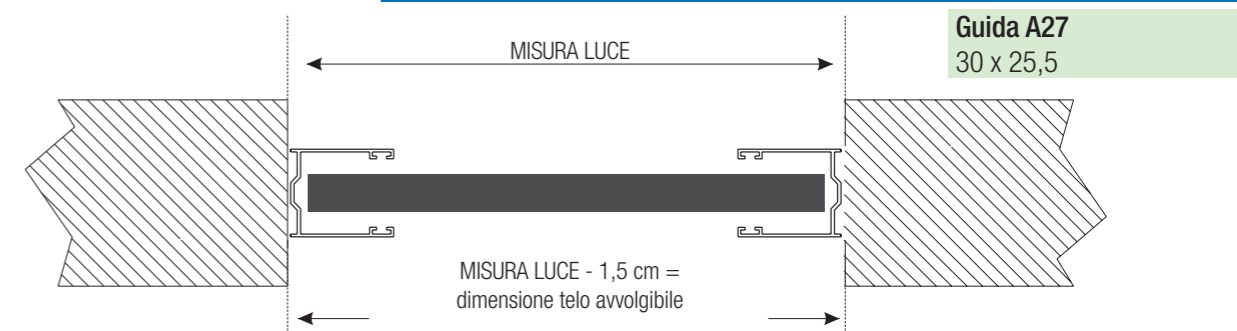 Guida A27
30 x 25,5
MISURA LUCE
MISURA LUCE - 1,5 cm =
dimensione telo avvolgibile